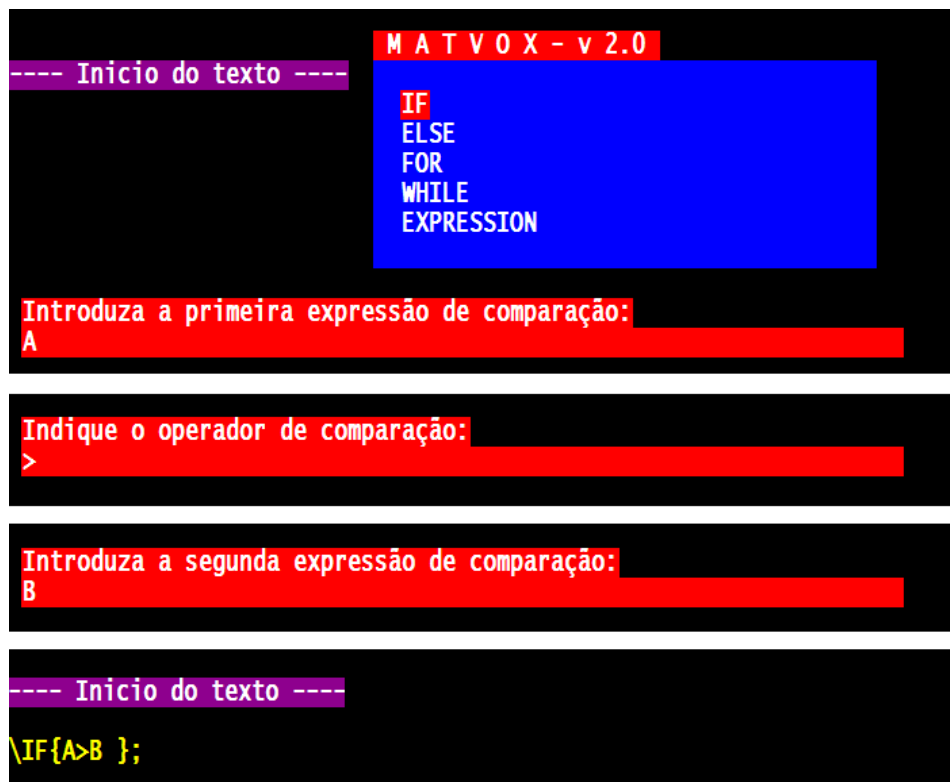 M A T V O X - v 2.0
---- Inicio do texto ----
IF
ELSE
FOR
WHILE
EXPRESSION
Introduza a primeira expressão de comparação:
A
Indique o operador de comparação:
>
Introduza a segunda expressão de comparação:
B
---- Inicio do texto ----
\IF{A>B };